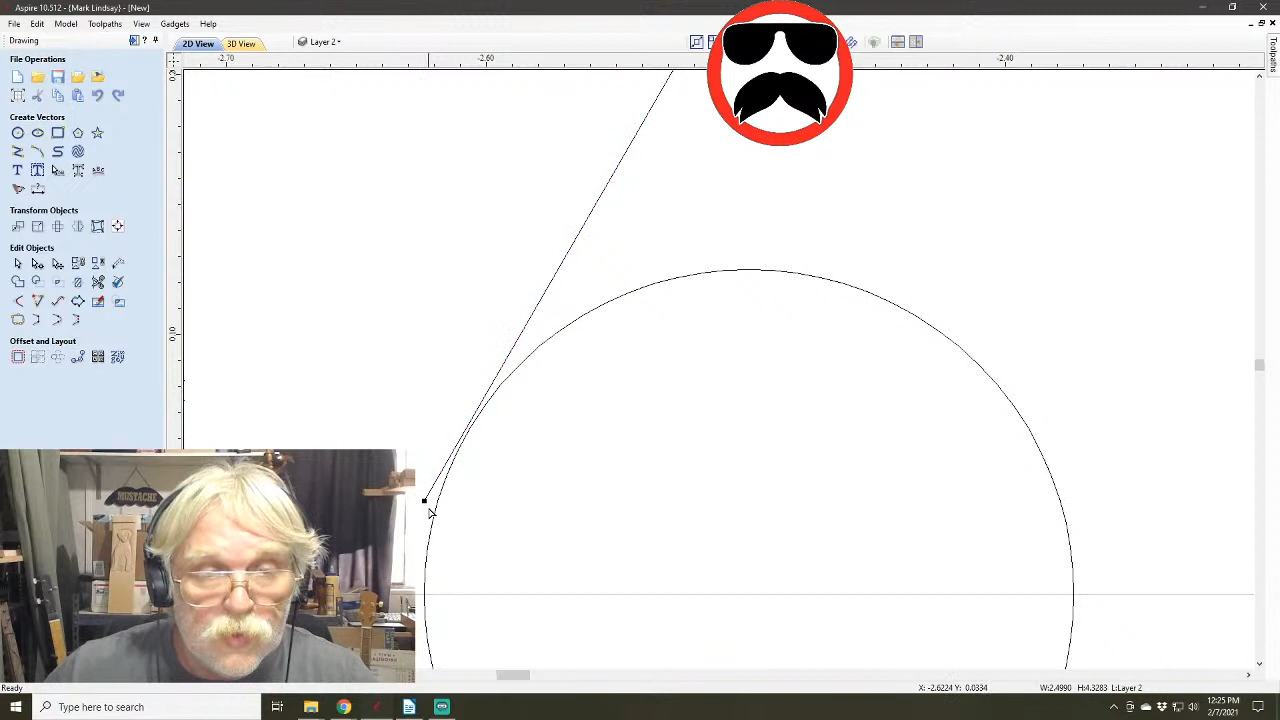 Aspire 10.512 - (Mark Lindsay) - [New]
File Edit Model Toolpaths View Gadgets Help
Drawing
2D View 3D View Layer 2
-2.70 -2.60 -2.40
File Operations
Create Vectors
Transform Objects
Edit Objects
Offset and Layout
Toolpaths
MUSTACHE
PRIORITY
Ready
X: -2.6224 Y: 0.0334
W:2.4990 H:4.3283 L:Layer 2
Type here to search
12:25 PM
2/7/2021